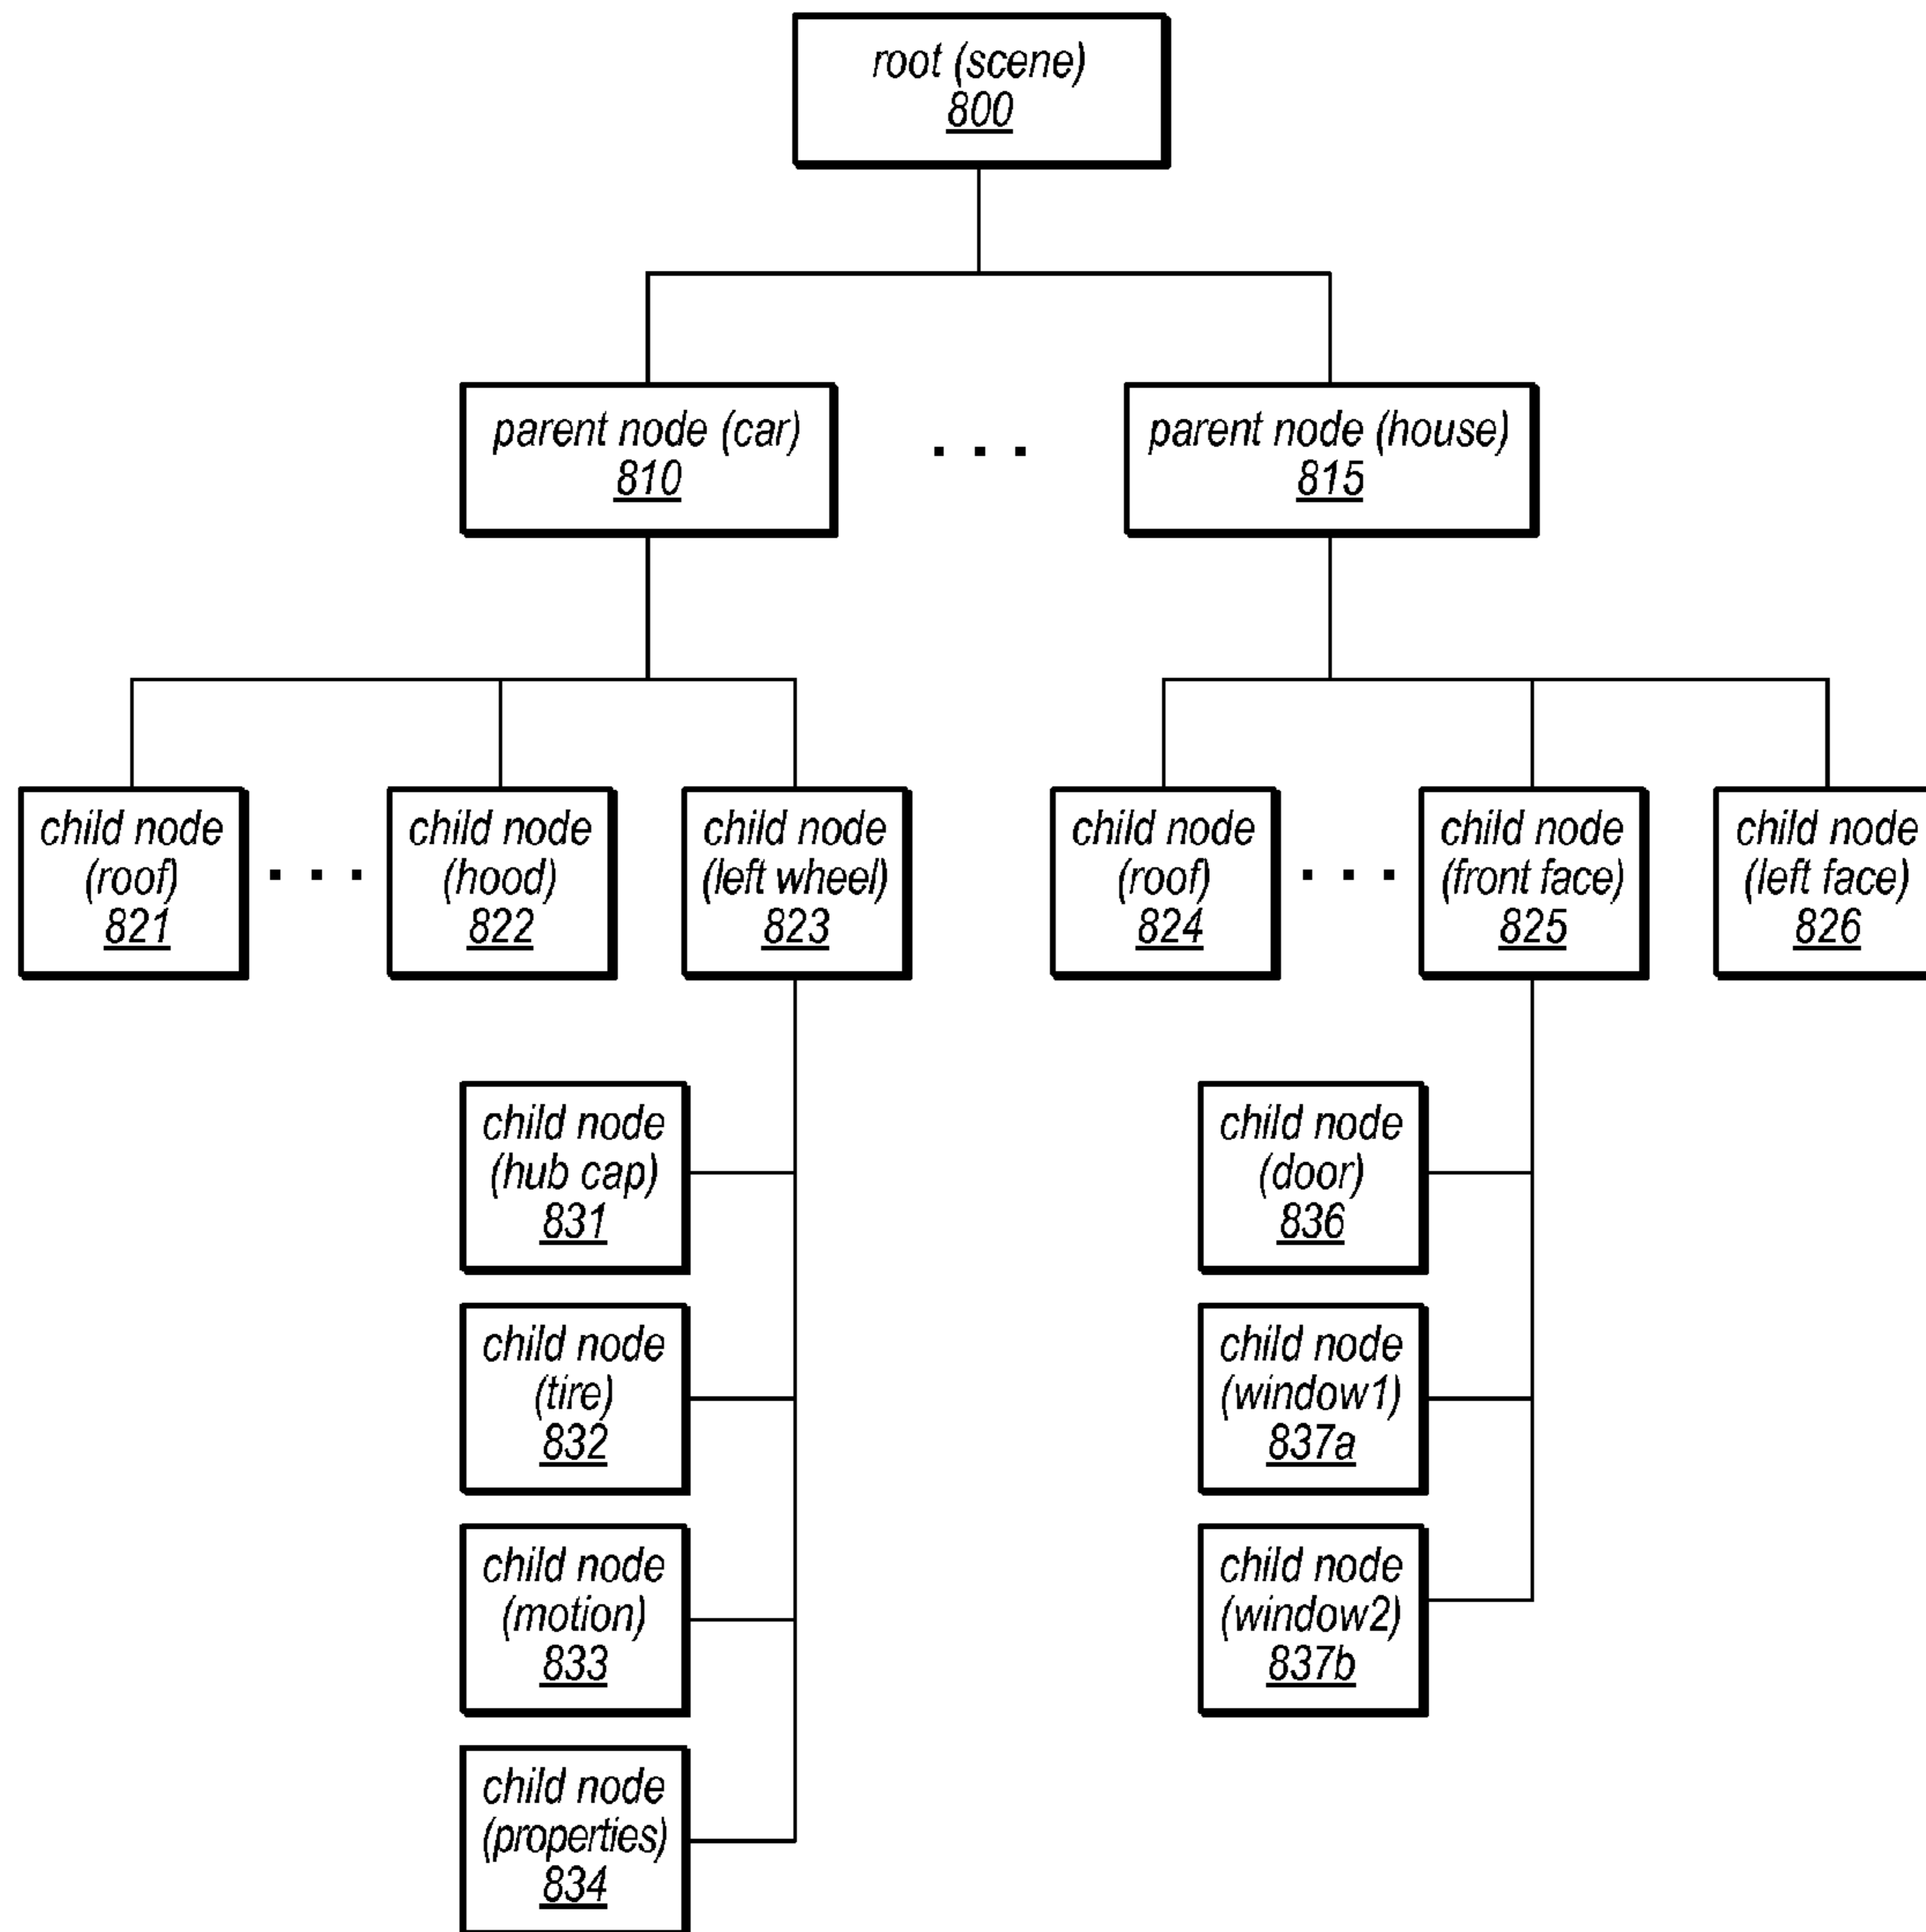 root (scene)
800
parent node (car)
810
. . .
parent node (house)
815
child node
(roof)
821
. . .
child node
(hood)
822
child node
(left wheel)
823
child node
(roof)
824
. . .
child node
(front face)
825
child node
(left face)
826
child node
(hub cap)
831
child node
(tire)
832
child node
(motion)
833
child node
(properties)
834
child node
(door)
836
child node
(window1)
837a
child node
(window2)
837b